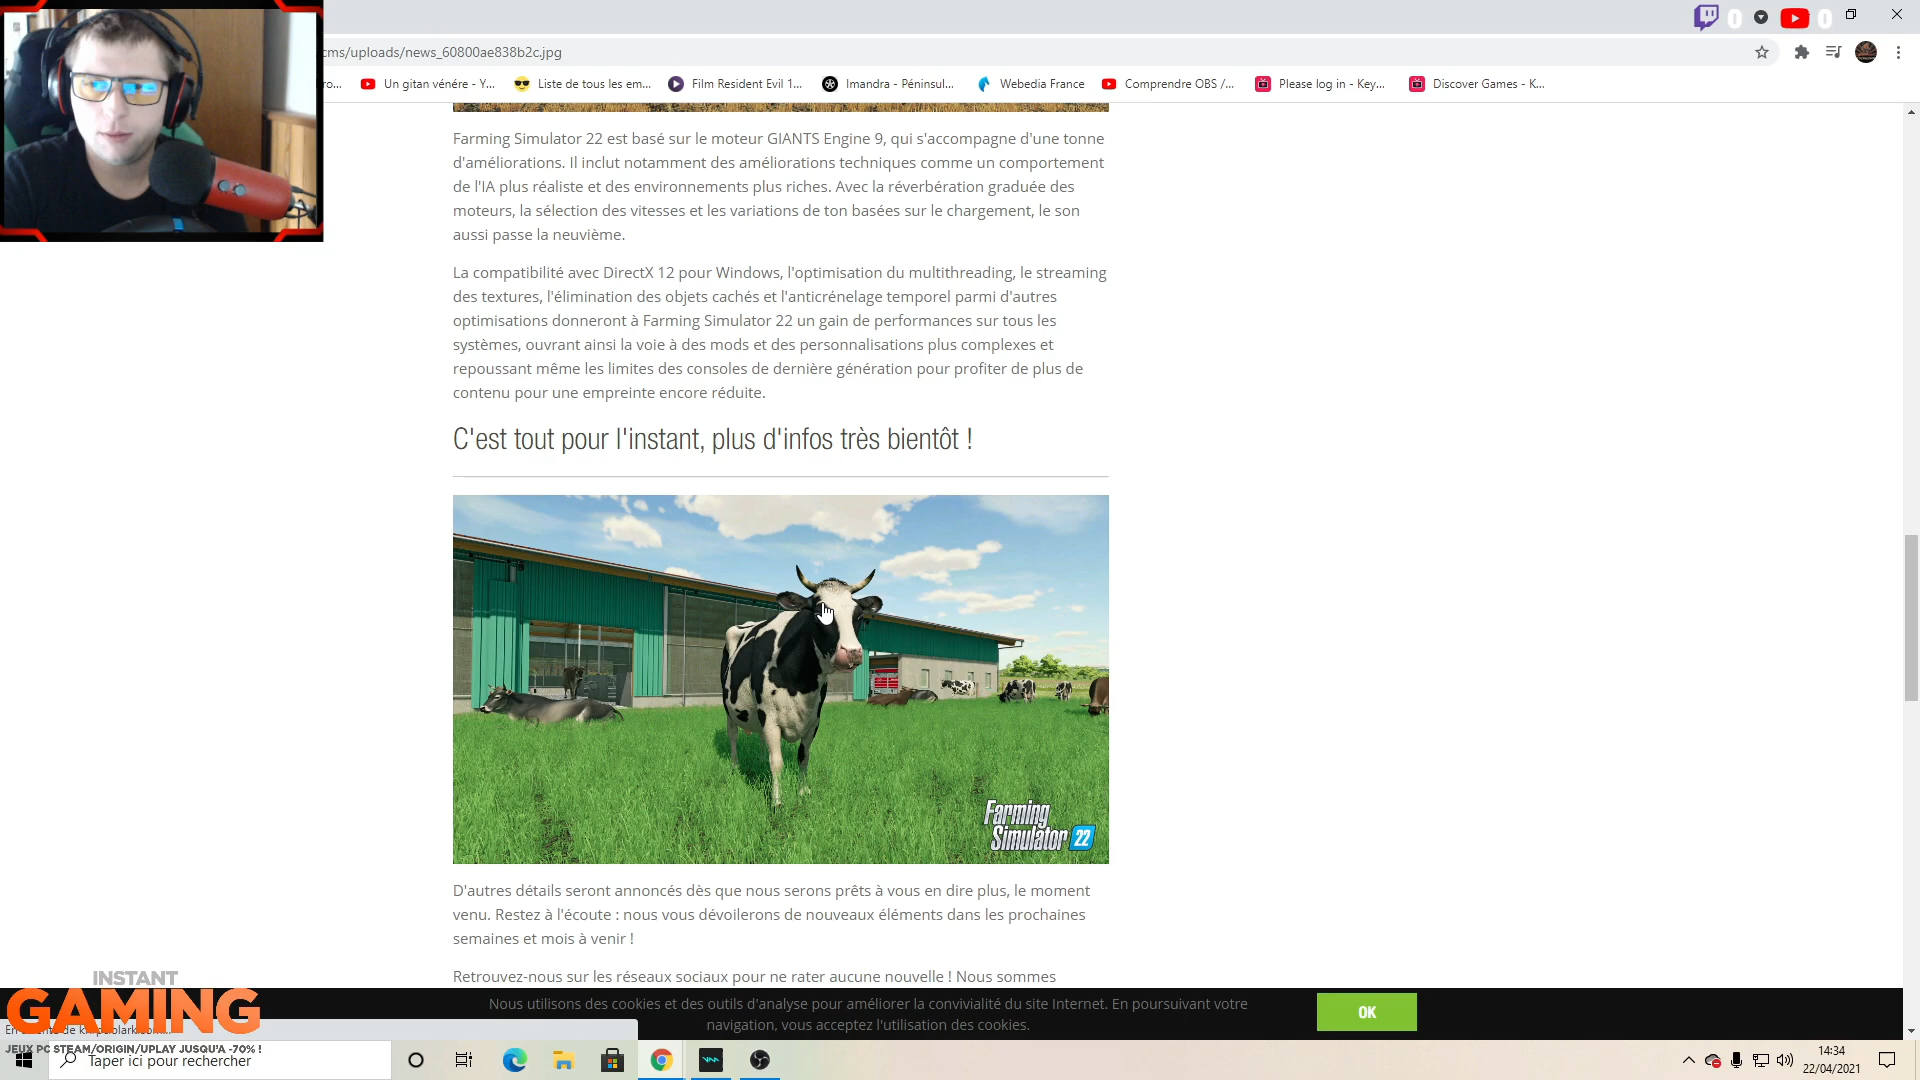 cms/uploads/news_60800ae838b2c.jpg
ro...
Un gitan vénére - Y...
Liste de tous les em...
Film Resident Evil 1...
Imandra - Péninsul...
Webedia France
Comprendre OBS /...
Please log in - Key...
Discover Games - K...
Farming Simulator 22 est basé sur le moteur GIANTS Engine 9, qui s'accompagne d'une tonne
d'améliorations. Il inclut notamment des améliorations techniques comme un comportement
de l'IA plus réaliste et des environnements plus riches. Avec la réverbération graduée des
moteurs, la sélection des vitesses et les variations de ton basées sur le chargement, le son
aussi passe la neuvième.
La compatibilité avec DirectX 12 pour Windows, l'optimisation du multithreading, le streaming
des textures, l'élimination des objets cachés et l'anticrénelage temporel parmi d'autres
optimisations donneront à Farming Simulator 22 un gain de performances sur tous les
systèmes, ouvrant ainsi la voie à des mods et des personnalisations plus complexes et
repoussant même les limites des consoles de dernière génération pour profiter de plus de
contenu pour une empreinte encore réduite.
C'est tout pour l'instant, plus d'infos très bientôt !
Farming
Simulator 22
D'autres détails seront annoncés dès que nous serons prêts à vous en dire plus, le moment
venu. Restez à l'écoute : nous vous dévoilerons de nouveaux éléments dans les prochaines
semaines et mois à venir !
Retrouvez-nous sur les réseaux sociaux pour ne rater aucune nouvelle ! Nous sommes
Nous utilisons des cookies et des outils d'analyse pour améliorer la convivialité du site Internet. En poursuivant votre
navigation, vous acceptez l'utilisation des cookies.
OK
INSTANT
GAMING
JEUX PC STEAM/ORIGIN/UPLAY JUSQU'A -70% !
Taper ici pour rechercher
14:34
22/04/2021